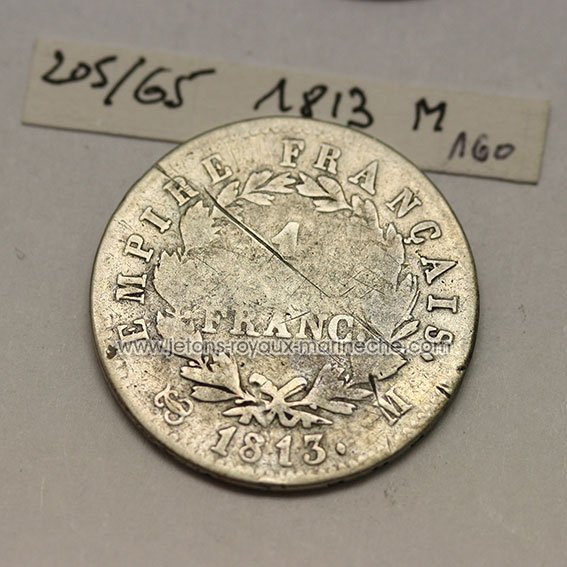 205/65 1813 M
160
EMPIRE FRANÇAIS.
1
FRANC
www.jetons-royaux-marineche.com
M
1813.